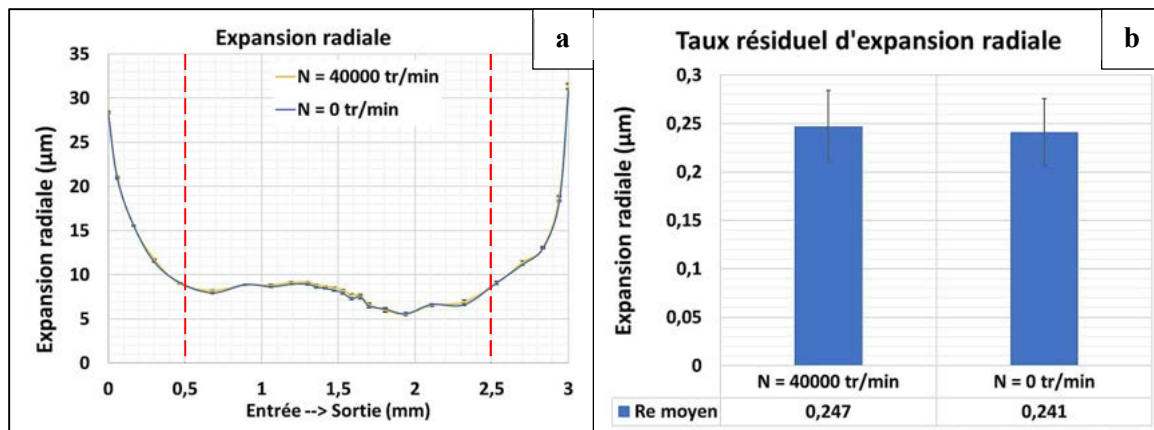 Expansion radiale
a
N = 40000 tr/min
N = 0 tr/min
Expansion radiale (µm)
35
30
25
20
15
10
5
0
0 0,5 1 1,5 2 2,5 3
Entrée --> Sortie (mm)
b
Taux résiduel d'expansion radiale
Expansion radiale (µm)
0,3
0,25
0,2
0,15
0,1
0,05
0
N = 40000 tr/min N = 0 tr/min
Re moyen 0,247 0,241